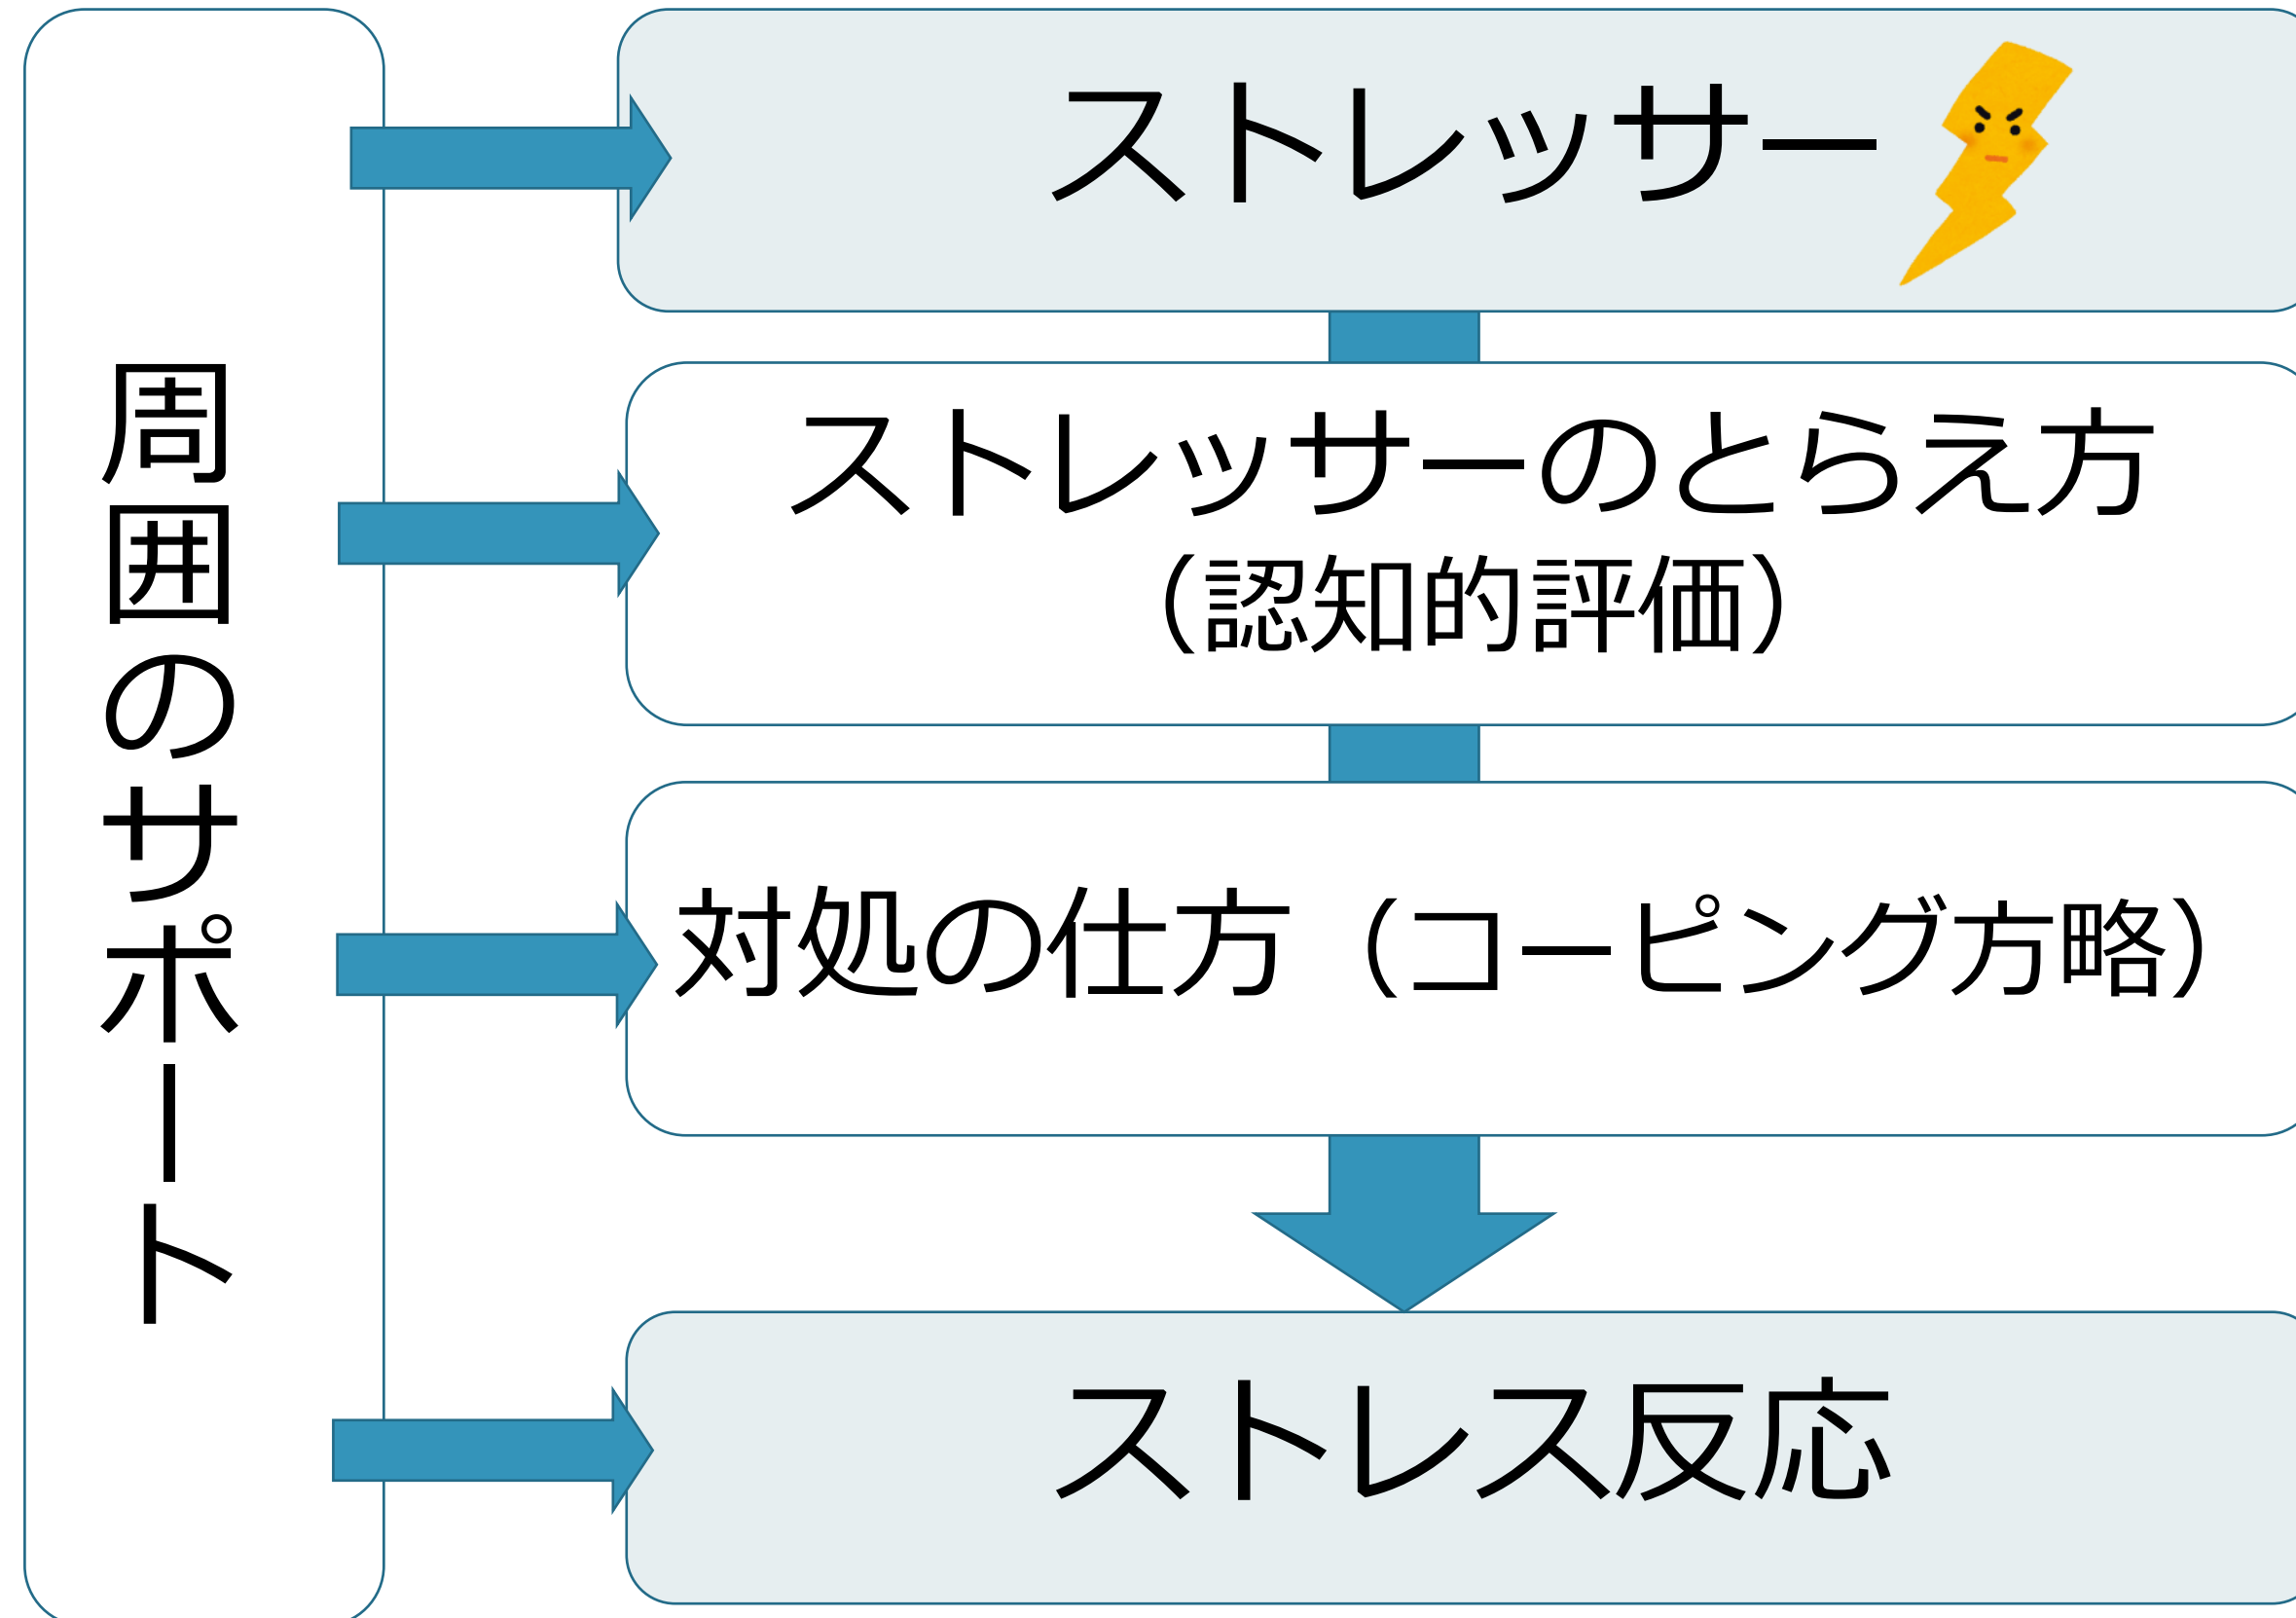 周囲のサポート
ストレッサー
ストレッサーのとらえ方
（認知的評価）
対処の仕方（コーピング方略）
ストレス反応